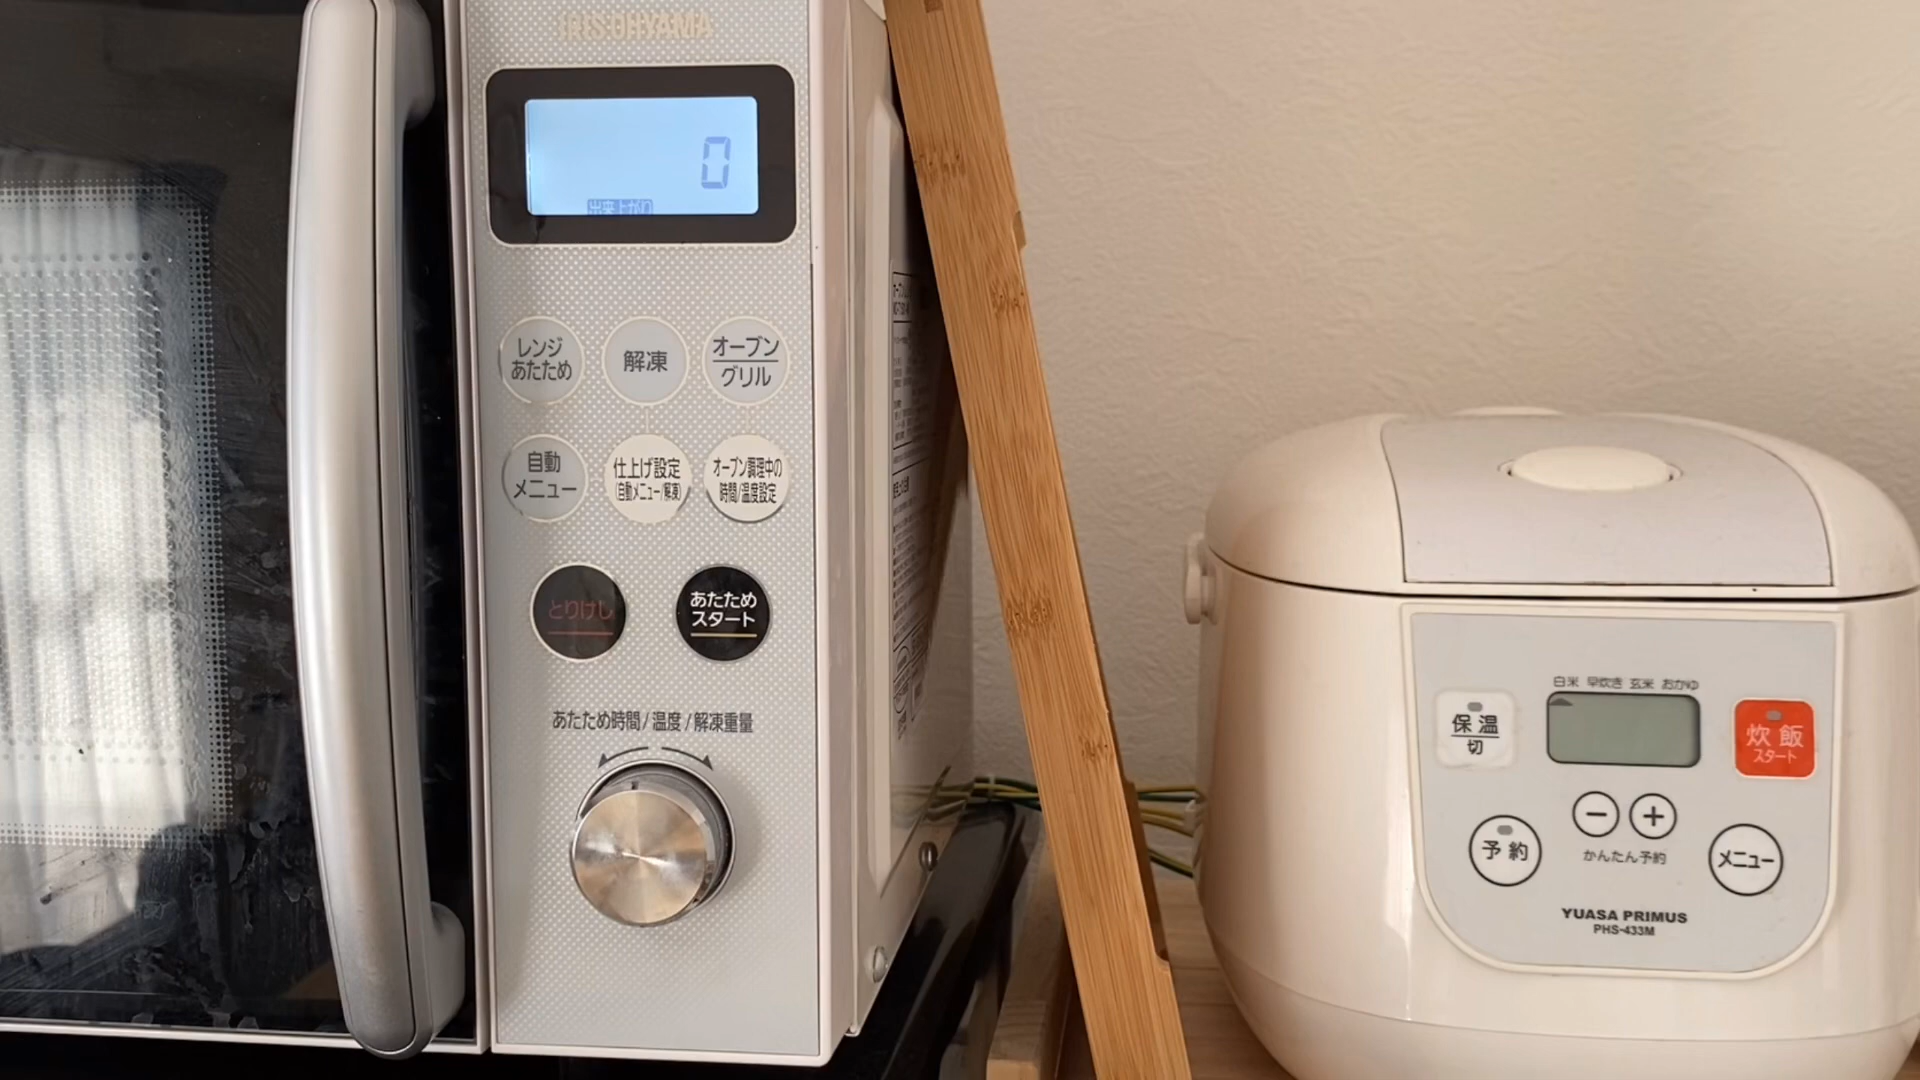 IRIS OHYAMA
0
出来上がり
レンジ
あたため
解凍
オーブン
グリル
自動
メニュー
仕上げ設定
(自動メニュー/解凍)
オーブン調理中の
時間/温度設定
とりけし
あたため
スタート
あたため時間/温度/解凍重量
白米 早炊き 玄米 おかゆ
保温
切
炊飯
スタート
予約
− +
かんたん予約
メニュー
YUASA PRIMUS
PHS-433M